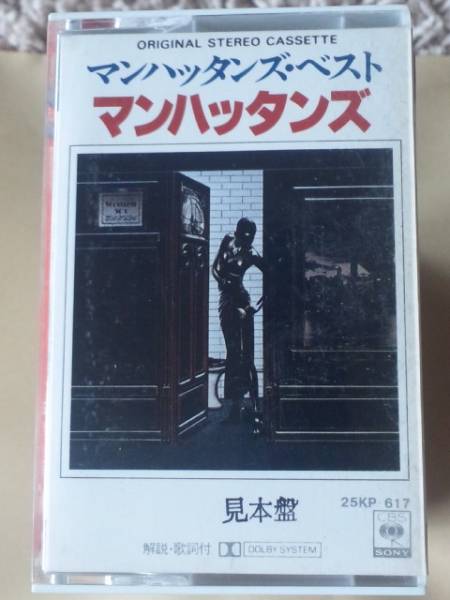 ORIGINAL STEREO CASSETTE
マンハッタンズ・ベスト
マンハッタンズ
見本盤
25KP 617
CBS
SONY
解説・歌詞付 DOLBY SYSTEM